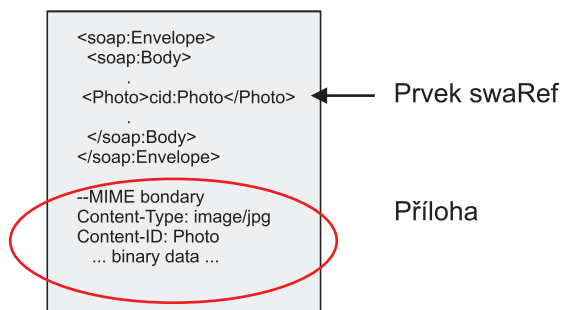 <soap:Envelope>
<soap:Body>
.
<Photo>cid:Photo</Photo>
Prvek swaRef
.
</soap:Body>
</soap:Envelope>
--MIME bondary
Content-Type: image/jpg
Příloha
Content-ID: Photo
... binary data ...